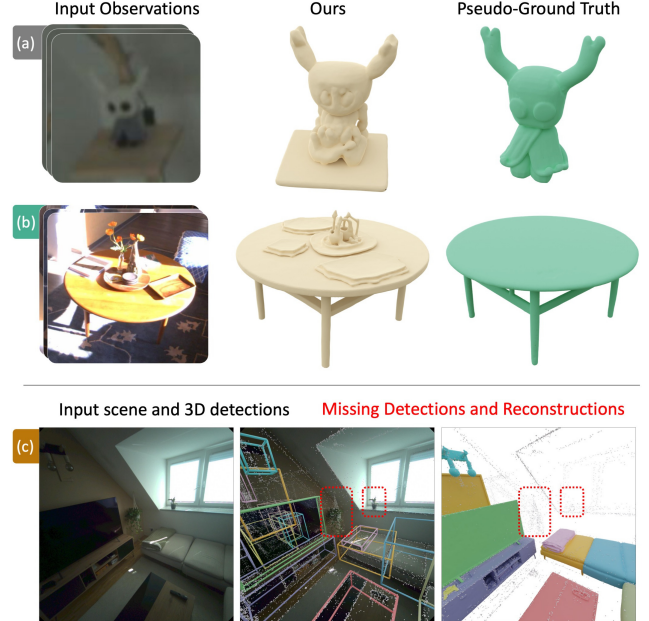 Input Observations Ours Pseudo-Ground Truth
(a)
(b)
Input scene and 3D detections Missing Detections and Reconstructions
(c)